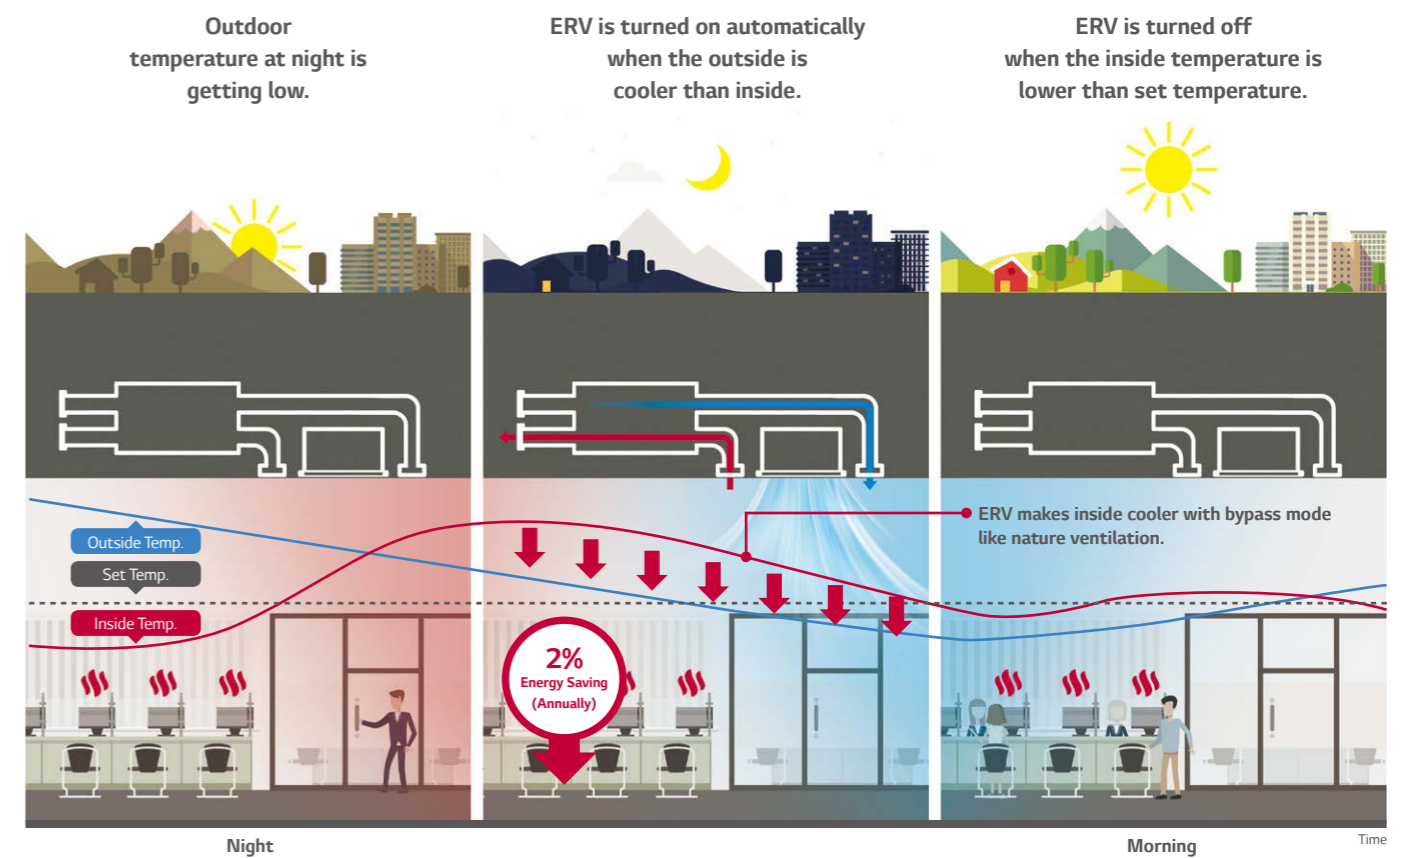 Outdoor
temperature at night is
getting low.
ERV is turned on automatically
when the outside is
cooler than inside.
ERV is turned off
when the inside temperature is
lower than set temperature.
Outside Temp.
Set Temp.
Inside Temp.
ERV makes inside cooler with bypass mode
like nature ventilation.
2%
Energy Saving
(Annually)
Night
Morning
Time